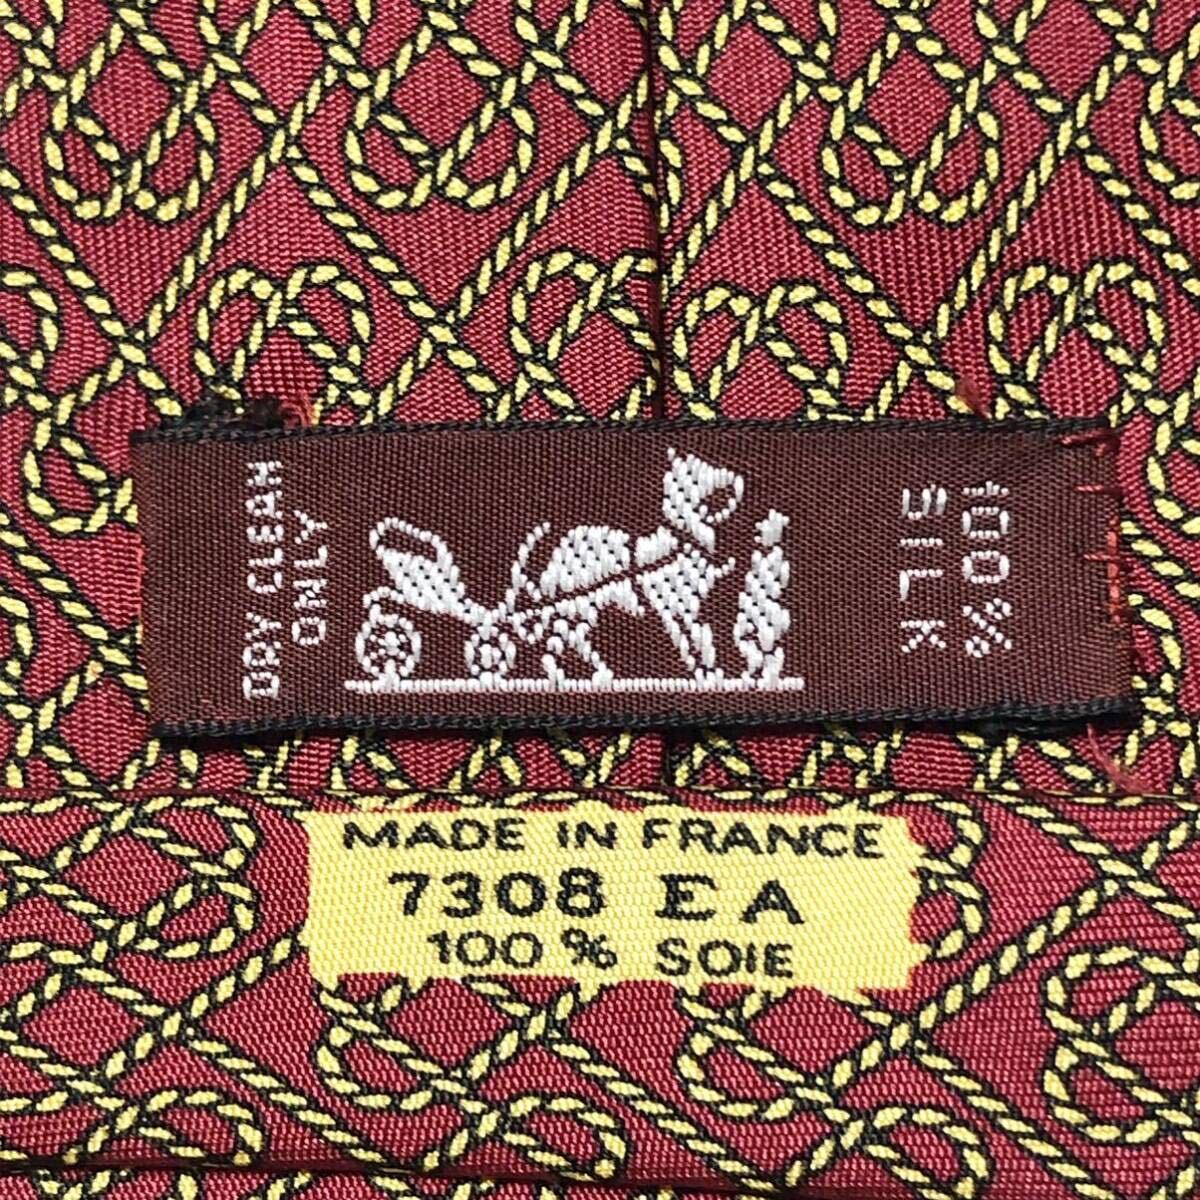 DRY CLEAN
ONLY
100%
SILK
MADE IN FRANCE
7308 EA
100 % SOIE